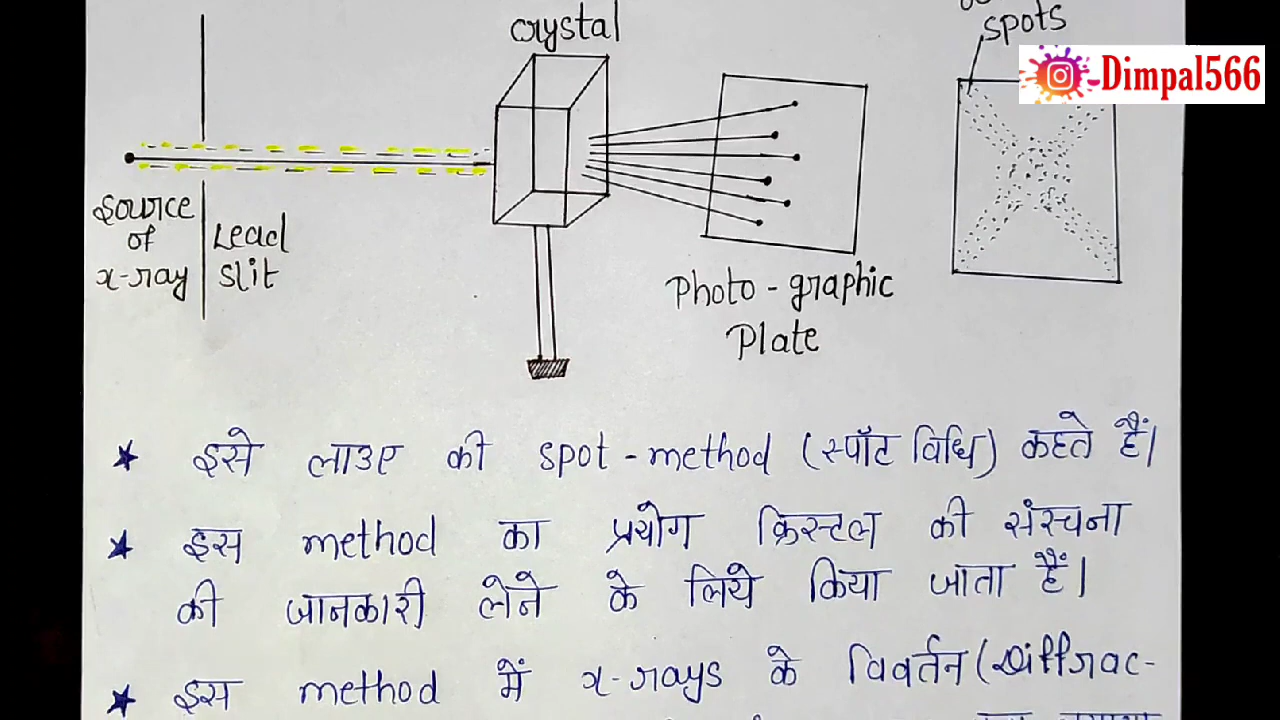 crystal
spots
Dimpal566
source
of
x-ray
Lead
slit
Photo-graphic
Plate
★ इसे लाउए की spot-method (स्पॉट विधि) कहते हैं।
★ इस method का प्रयोग क्रिस्टल की संरचना
की जानकारी लेने के लिये किया जाता हैं।
★ इस method में x-rays के विवर्तन (Diffrac-